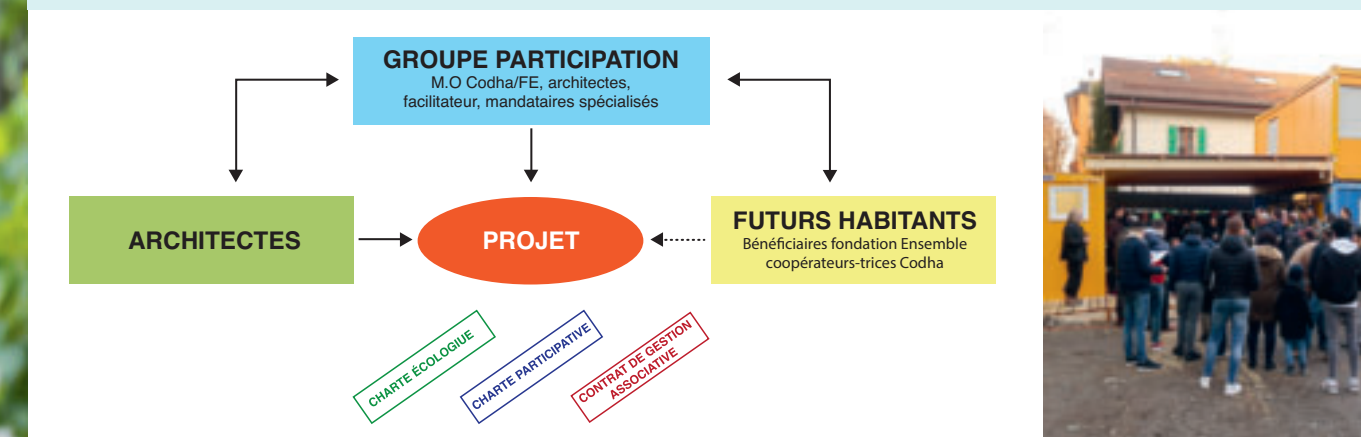 GROUPE PARTICIPATION
M.O Codha/FE, architectes,
facilitateur, mandataires spécialisés
ARCHITECTES
PROJET
FUTURS HABITANTS
Bénéficiaires fondation Ensemble
coopérateurs-trices Codha
CHARTE ÉCOLOGIUE
CHARTE PARTICIPATIVE
CONTRAT DE GESTION
ASSOCIATIVE